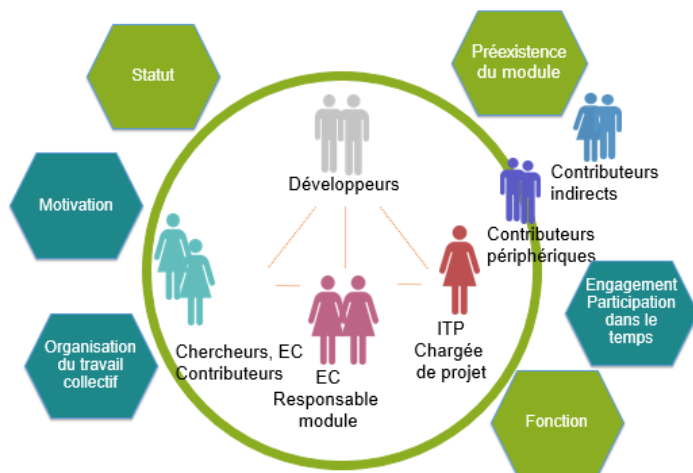 Statut
Préexistence
du module
Développeurs
Contributeurs
indirects
Motivation
Contributeurs
périphériques
Engagement
Participation
dans le
temps
Organisation
du travail
collectif
Chercheurs, EC
Contributeurs
EC
Responsable
module
ITP
Chargée
de projet
Fonction